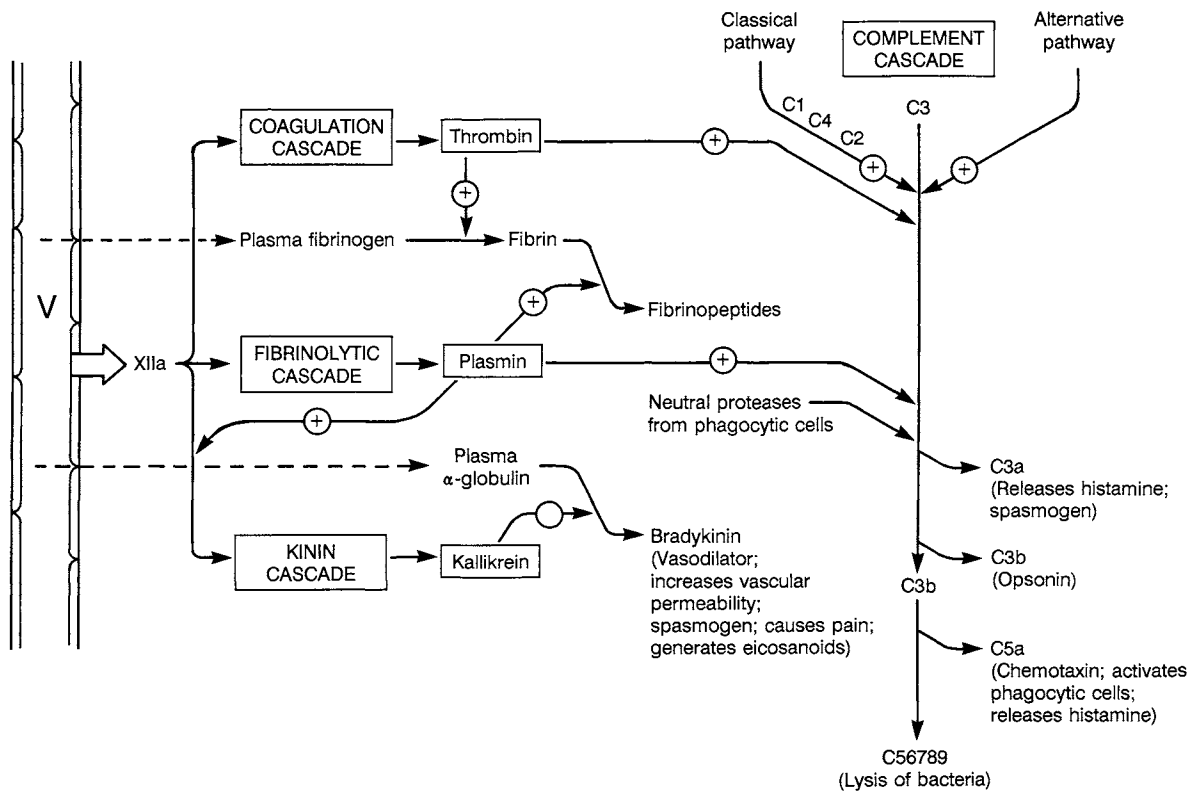 Classical
pathway
COMPLEMENT
CASCADE
Alternative
pathway
C1
C4
C2
C3
COAGULATION
CASCADE
Thrombin
+
+
+
+
Plasma fibrinogen
Fibrin
V
+
Fibrinopeptides
XIIa
FIBRINOLYTIC
CASCADE
Plasmin
+
Neutral proteases
from phagocytic cells
+
Plasma
α-globulin
C3a
(Releases histamine;
spasmogen)
KININ
CASCADE
Kallikrein
Bradykinin
(Vasodilator;
increases vascular
permeability;
spasmogen; causes pain;
generates eicosanoids)
C3b
(Opsonin)
C3b
C5a
(Chemotaxin; activates
phagocytic cells;
releases histamine)
C56789
(Lysis of bacteria)